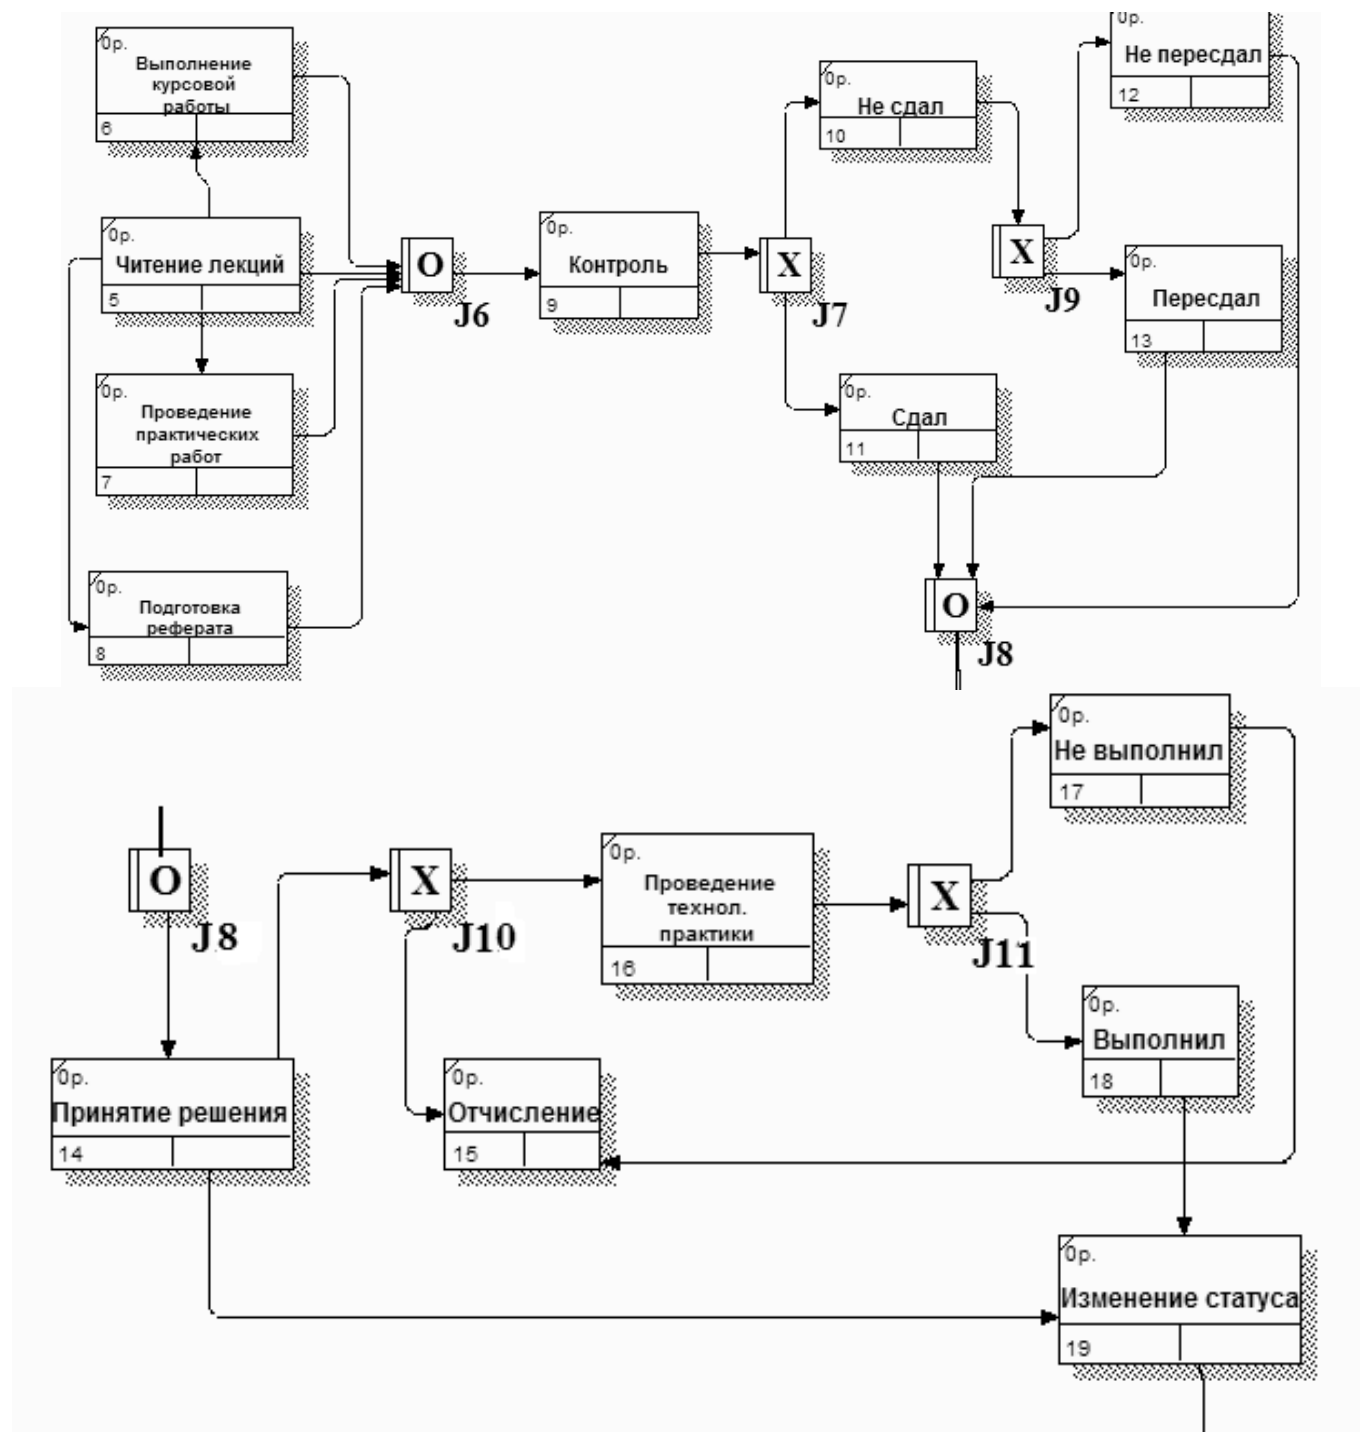 0р.
Выполнение
курсовой
работы
6
0р.
Читение лекций
5
0р.
Проведение
практических
работ
7
0р.
Подготовка
реферата
8
O
J6
0р.
Контроль
9
X
J7
0р.
Не сдал
10
0р.
Сдал
11
X
J9
0р.
Не пересдал
12
0р.
Пересдал
13
O
J8
O
J8
0р.
Принятие решения
14
X
J10
0р.
Отчисление
15
0р.
Проведение
технол.
практики
16
X
J11
0р.
Не выполнил
17
0р.
Выполнил
18
0р.
Изменение статуса
19